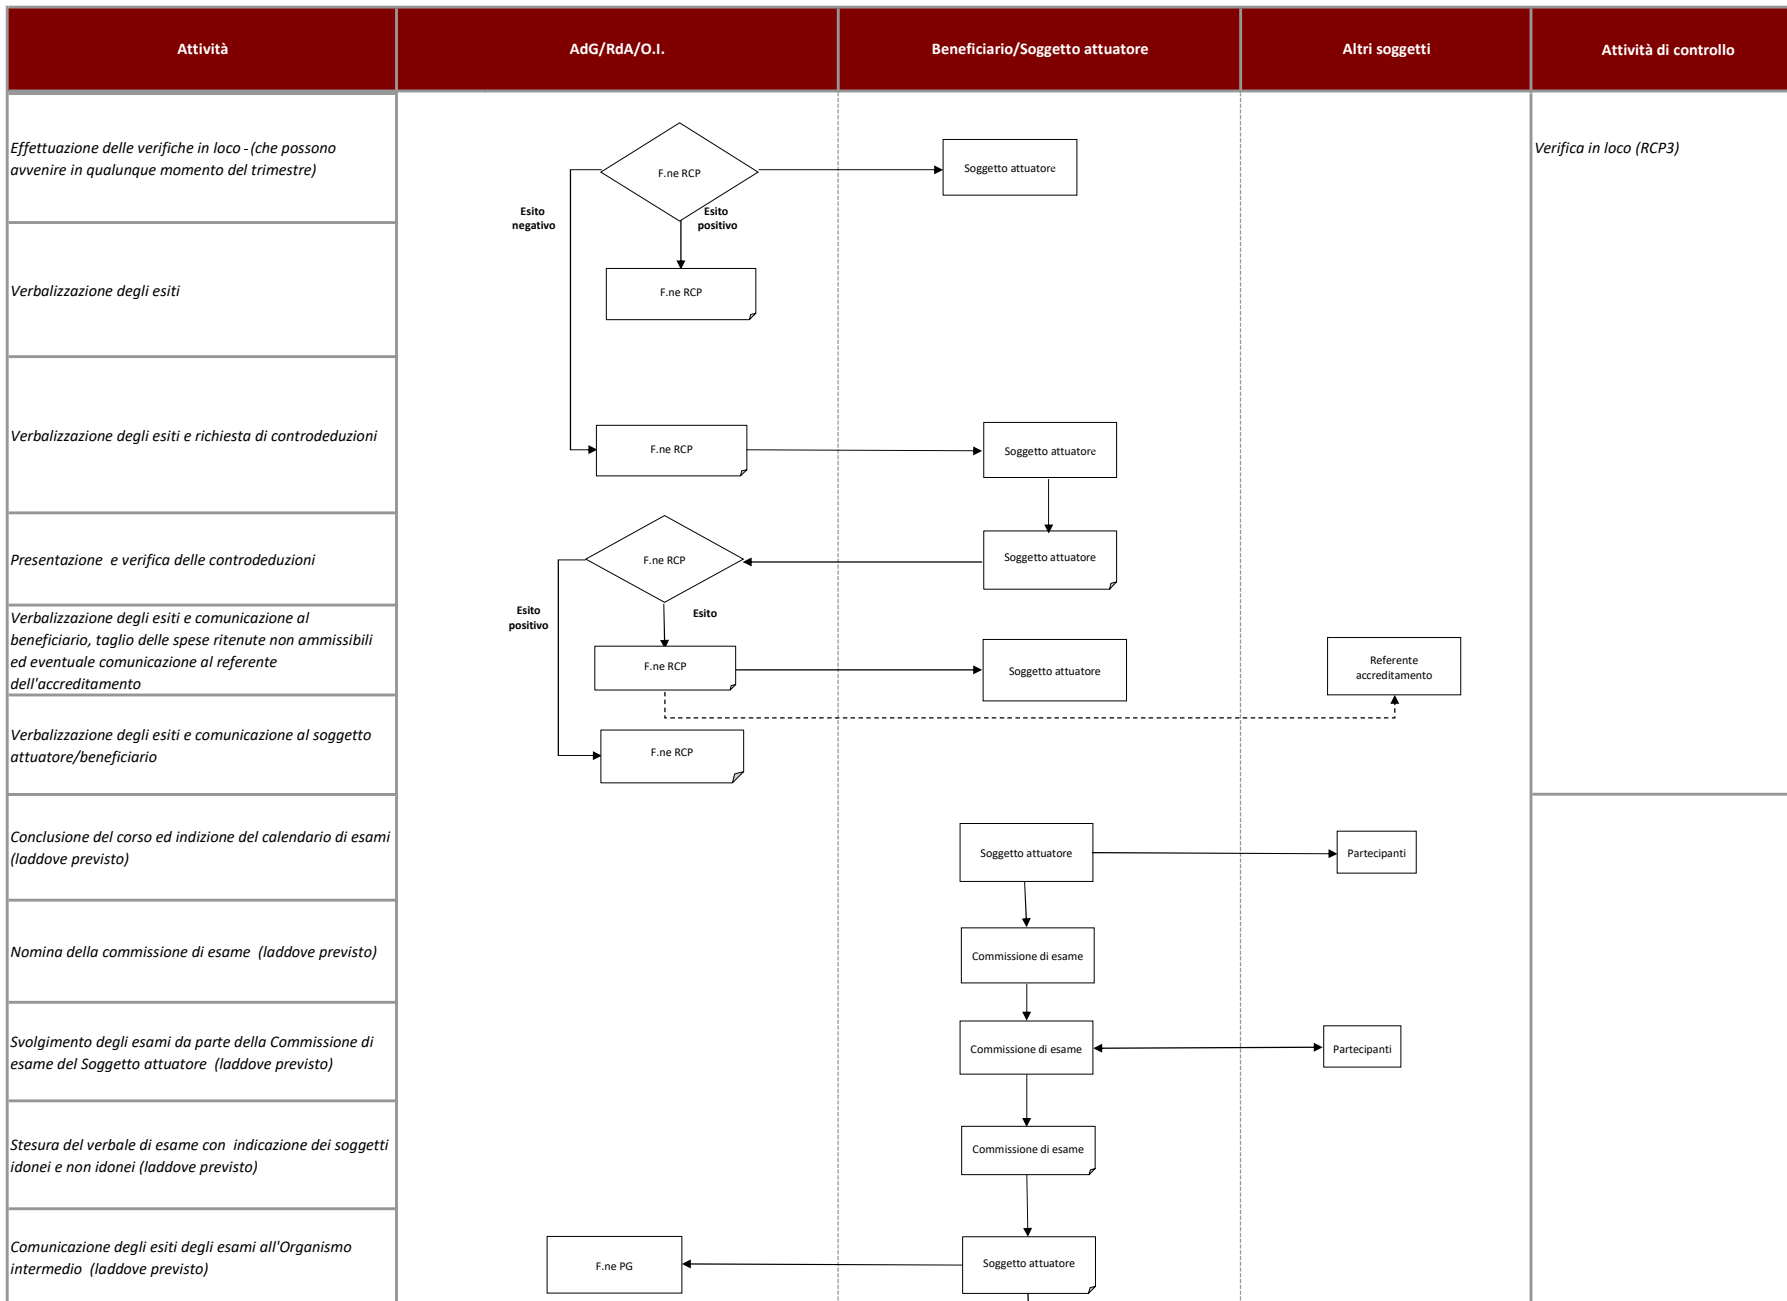 Attività
AdG/RdA/O.I.
Beneficiario/Soggetto attuatore
Altri soggetti
Attività di controllo
Effettuazione delle verifiche in loco - (che possono
avvenire in qualunque momento del trimestre)
F.ne RCP
Soggetto attuatore
Verifica in loco (RCP3)
Esito
negativo
Esito
positivo
Verbalizzazione degli esiti
F.ne RCP
Verbalizzazione degli esiti e richiesta di controdeduzioni
F.ne RCP
Soggetto attuatore
Presentazione e verifica delle controdeduzioni
F.ne RCP
Soggetto attuatore
Esito
positivo
Esito
Verbalizzazione degli esiti e comunicazione al
beneficiario, taglio delle spese ritenute non ammissibili
ed eventuale comunicazione al referente
dell'accreditamento
F.ne RCP
Soggetto attuatore
Referente
accreditamento
Verbalizzazione degli esiti e comunicazione al soggetto
attuatore/beneficiario
F.ne RCP
Conclusione del corso ed indizione del calendario di esami
(laddove previsto)
Soggetto attuatore
Partecipanti
Nomina della commissione di esame (laddove previsto)
Commissione di esame
Svolgimento degli esami da parte della Commissione di
esame del Soggetto attuatore (laddove previsto)
Commissione di esame
Partecipanti
Stesura del verbale di esame con indicazione dei soggetti
idonei e non idonei (laddove previsto)
Commissione di esame
Comunicazione degli esiti degli esami all'Organismo
intermedio (laddove previsto)
F.ne PG
Soggetto attuatore